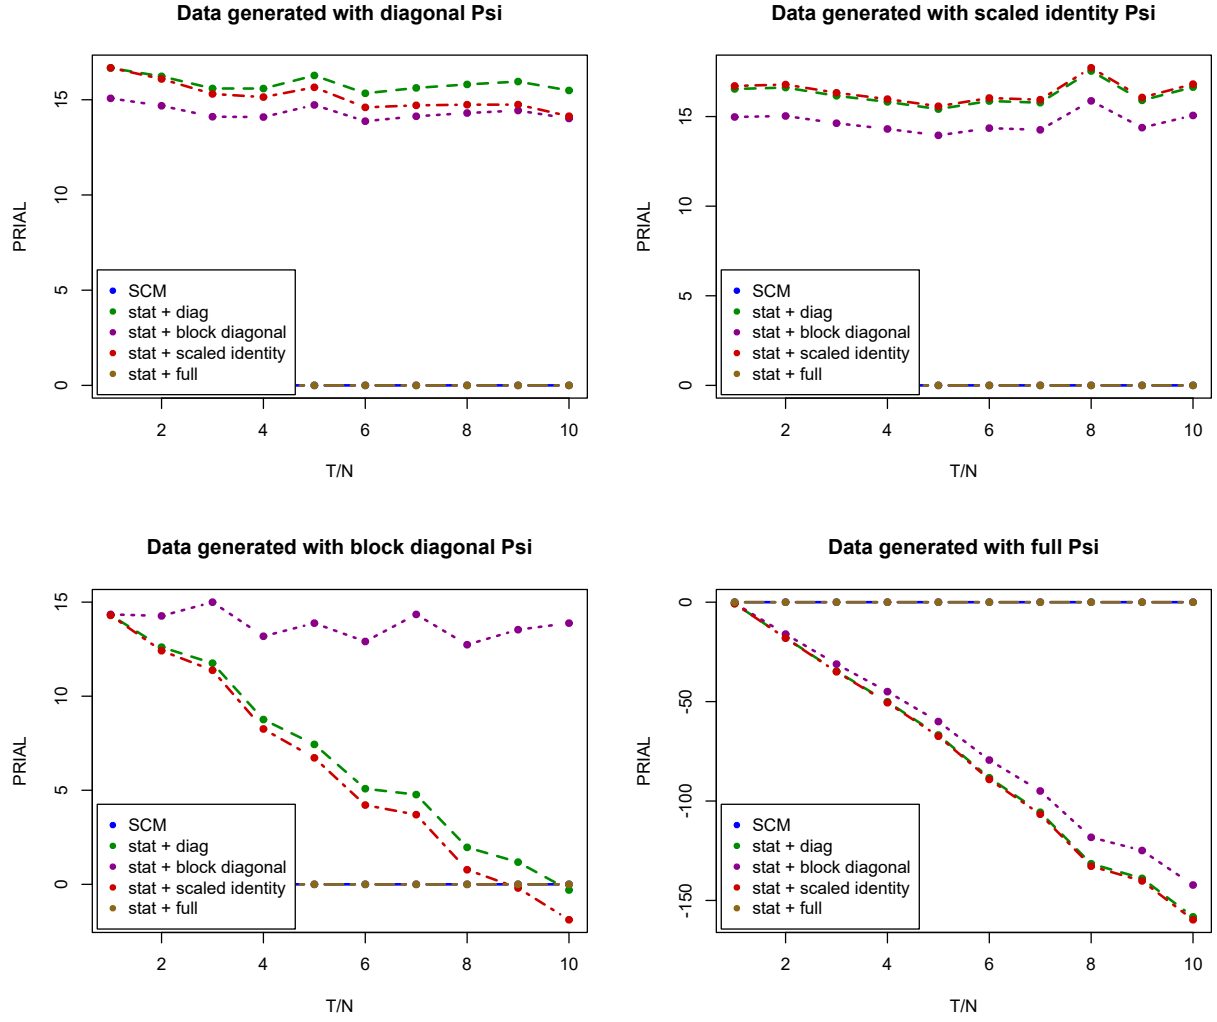 Data generated with diagonal Psi
PRIAL
15
10
5
0
SCM
stat + diag
stat + block diagonal
stat + scaled identity
stat + full
2 4 6 8 10
T/N
Data generated with scaled identity Psi
PRIAL
15
10
5
0
SCM
stat + diag
stat + block diagonal
stat + scaled identity
stat + full
2 4 6 8 10
T/N
Data generated with block diagonal Psi
PRIAL
15
10
5
0
SCM
stat + diag
stat + block diagonal
stat + scaled identity
stat + full
2 4 6 8 10
T/N
Data generated with full Psi
PRIAL
0
-50
-100
-150
SCM
stat + diag
stat + block diagonal
stat + scaled identity
stat + full
2 4 6 8 10
T/N